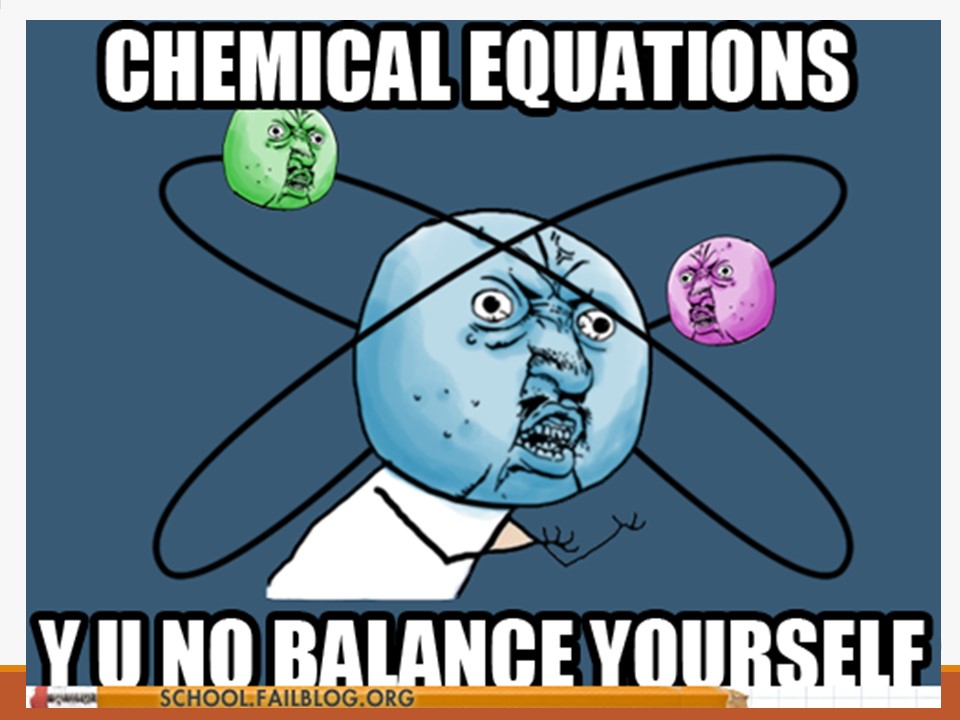 CHEMICAL EQUATIONS
Y U NO BALANCE YOURSELF
SCHOOL.FAILBLOG.ORG